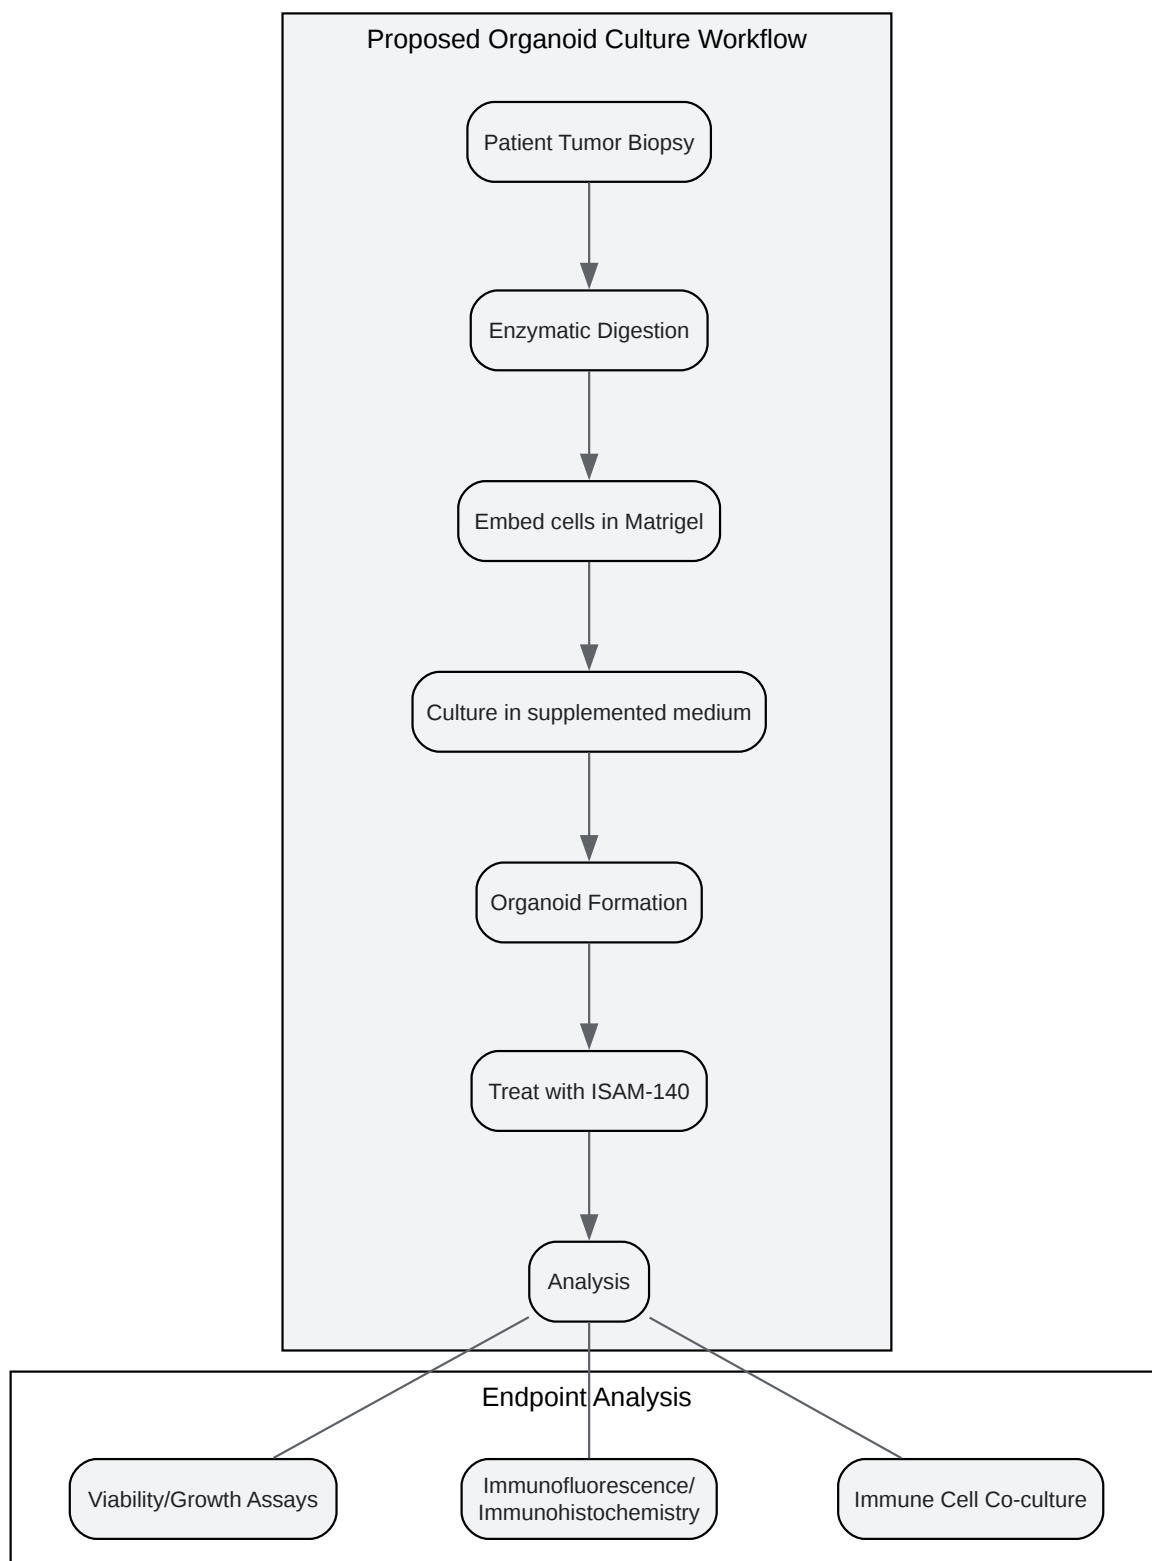 Proposed Organoid Culture Workflow
Patient Tumor Biopsy
Enzymatic Digestion
Embed cells in Matrigel
Culture in supplemented medium
Organoid Formation
Treat with ISAM-140
Analysis
Endpoint Analysis
Viability/Growth Assays
Immunofluorescence/
Immunohistochemistry
Immune Cell Co-culture